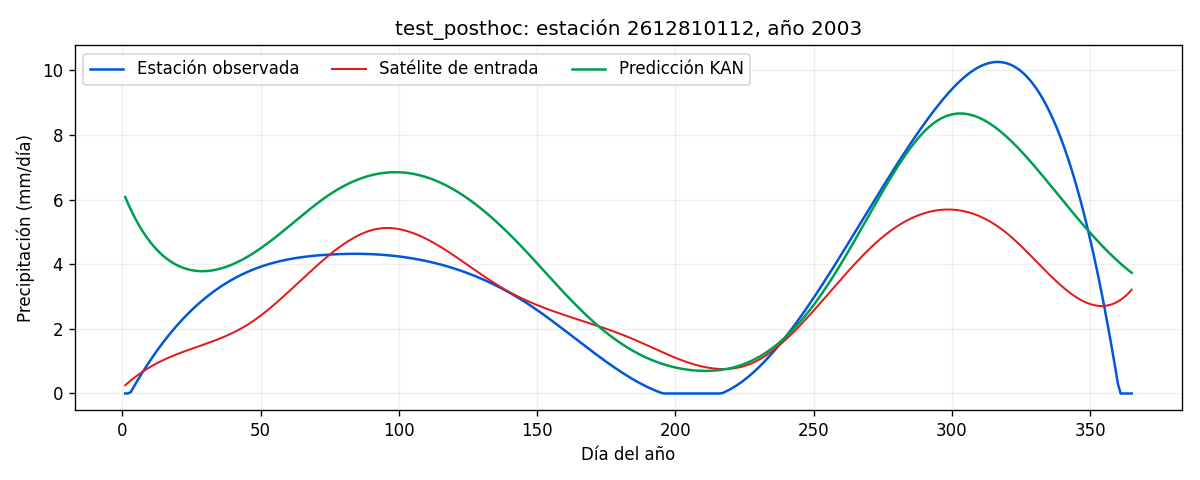 test_posthoc: estación 2612810112, año 2003
Estación observada
Satélite de entrada
Predicción KAN
Precipitación (mm/día)
10
8
6
4
2
0
0 50 100 150 200 250 300 350
Día del año